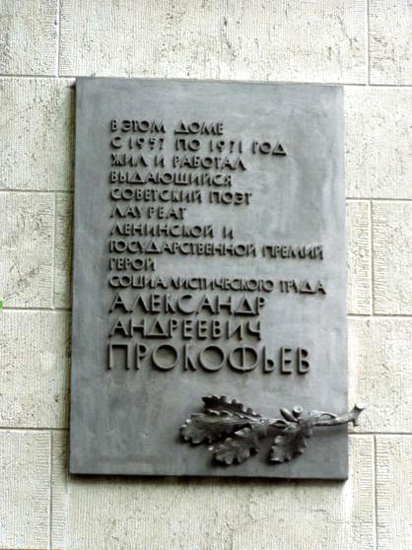 В ЭТОМ ДОМЕ
С 1957 ПО 1971 ГОД
ЖИЛ И РАБОТАЛ
ВЫДАЮЩИЙСЯ
СОВЕТСКИЙ ПОЭТ
ЛАУРЕАТ
ЛЕНИНСКОЙ И
ГОСУДАРСТВЕННОЙ ПРЕМИЙ
ГЕРОЙ
СОЦИАЛИСТИЧЕСКОГО ТРУДА
АЛЕКСАНДР
АНДРЕЕВИЧ
ПРОКОФЬЕВ